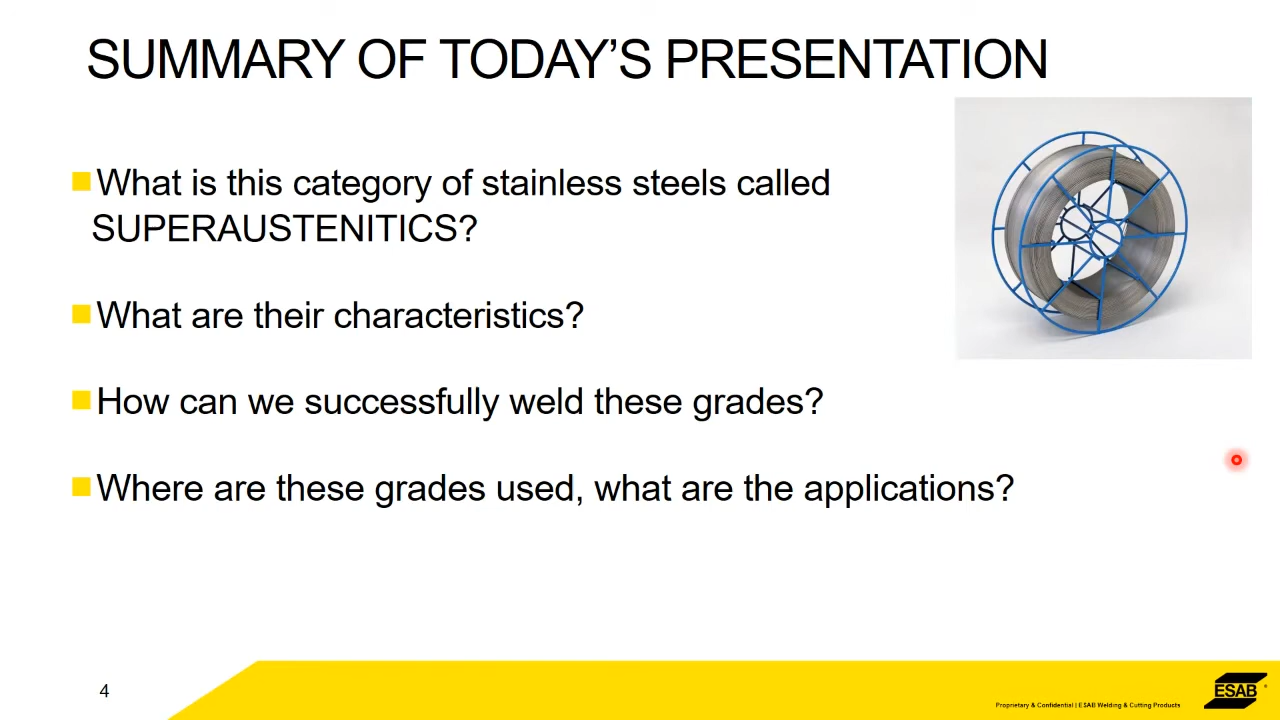 SUMMARY OF TODAY’S PRESENTATION
What is this category of stainless steels called
SUPERAUSTENITICS?
What are their characteristics?
How can we successfully weld these grades?
Where are these grades used, what are the applications?
4
Proprietary & Confidential | ESAB Welding & Cutting Products
ESAB